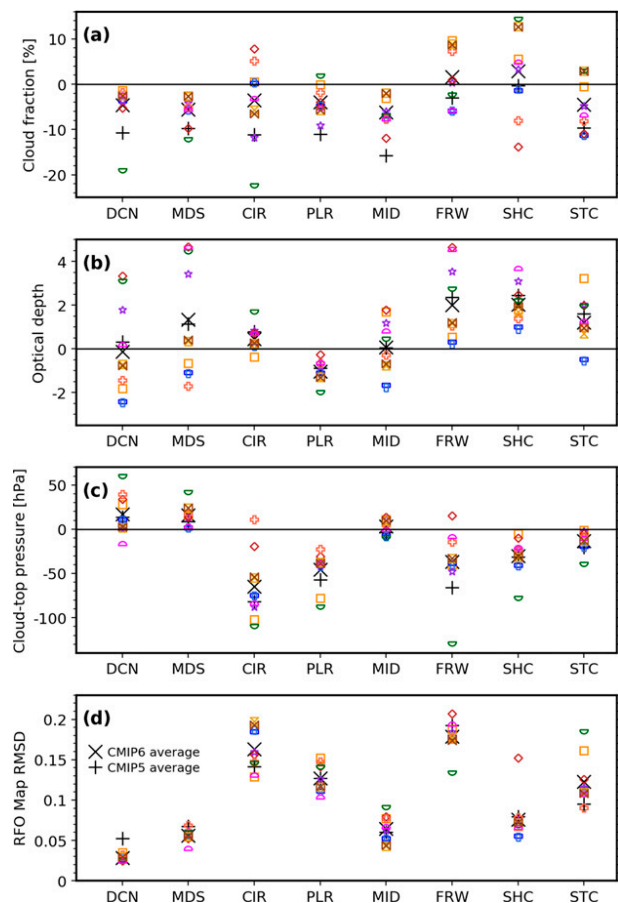 (a)
Cloud fraction [%]
10
0
-10
-20
DCN MDS CIR PLR MID FRW SHC STC
(b)
Optical depth
4
2
0
-2
DCN MDS CIR PLR MID FRW SHC STC
(c)
Cloud-top pressure [hPa]
50
0
-50
-100
DCN MDS CIR PLR MID FRW SHC STC
(d)
RFO Map RMSD
0.2
0.15
0.1
0.05
0
CMIP6 average
CMIP5 average
DCN MDS CIR PLR MID FRW SHC STC